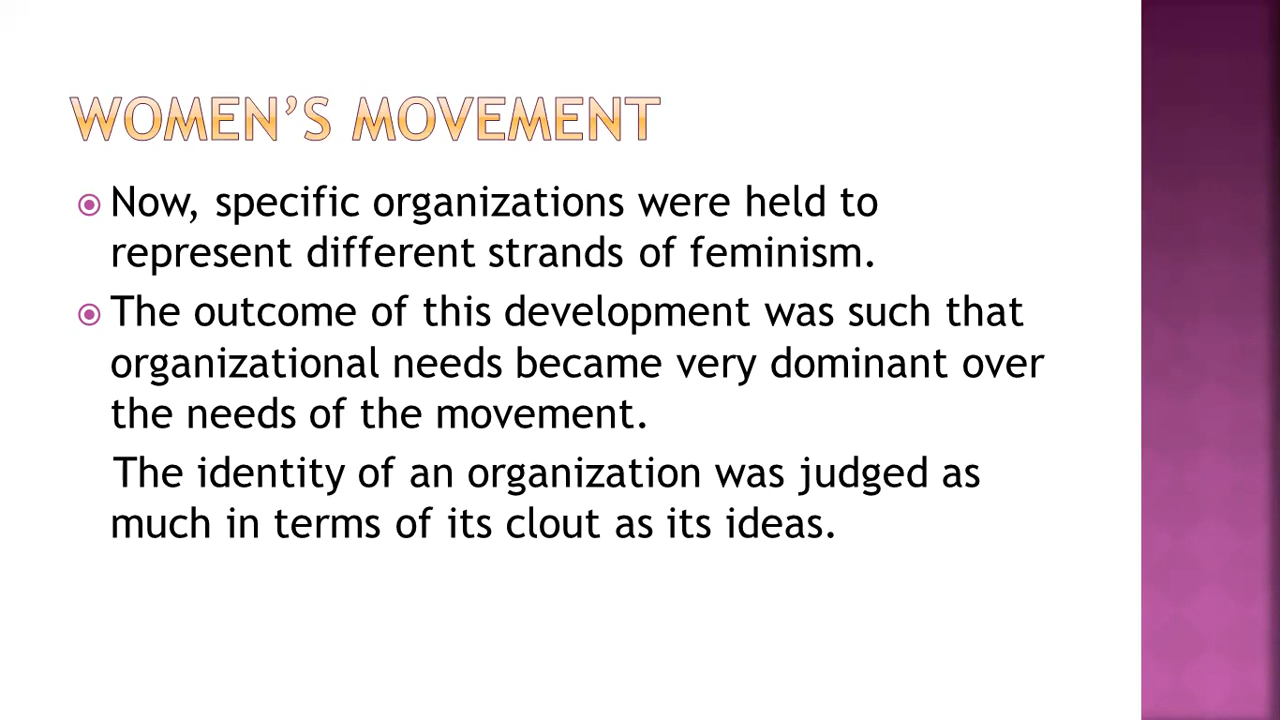 WOMEN’S MOVEMENT
Now, specific organizations were held to
represent different strands of feminism.
The outcome of this development was such that
organizational needs became very dominant over
the needs of the movement.
The identity of an organization was judged as
much in terms of its clout as its ideas.